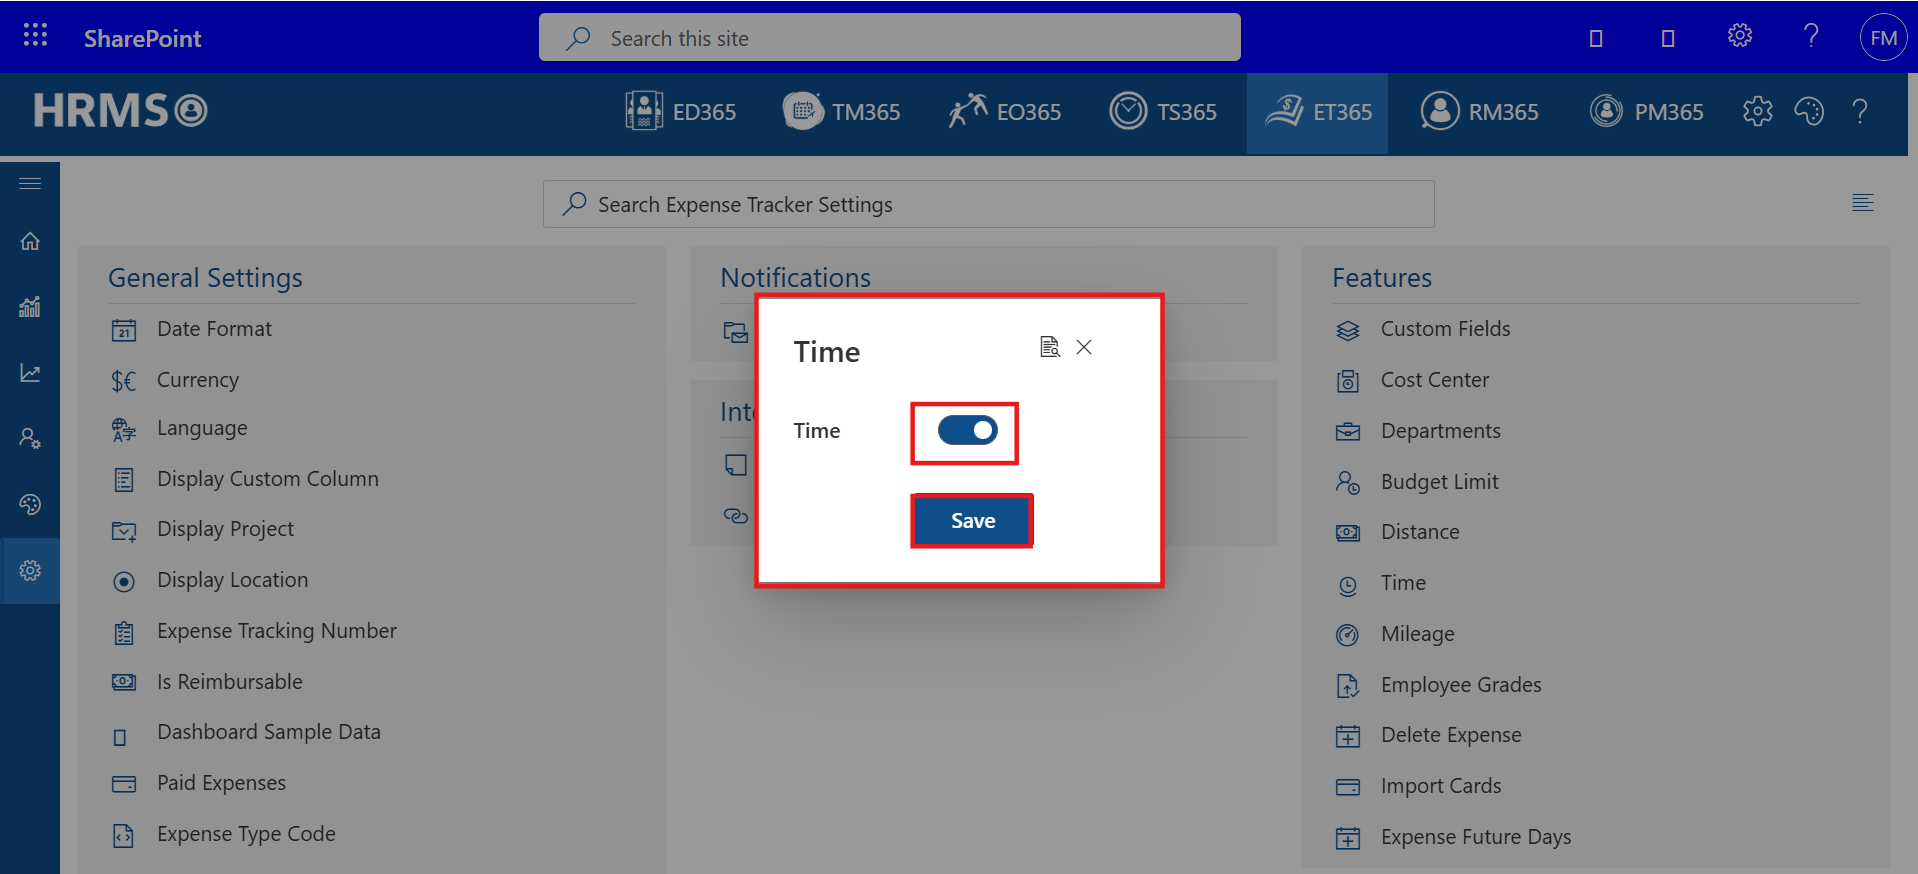 SharePoint
Search this site
FM
HRMS
ED365
TM365
EO365
TS365
ET365
RM365
PM365
Search Expense Tracker Settings
General Settings
Date Format
Currency
Language
Display Custom Column
Display Project
Display Location
Expense Tracking Number
Is Reimbursable
Dashboard Sample Data
Paid Expenses
Expense Type Code
Notifications
Time
Time
Save
Features
Custom Fields
Cost Center
Departments
Budget Limit
Distance
Time
Mileage
Employee Grades
Delete Expense
Import Cards
Expense Future Days